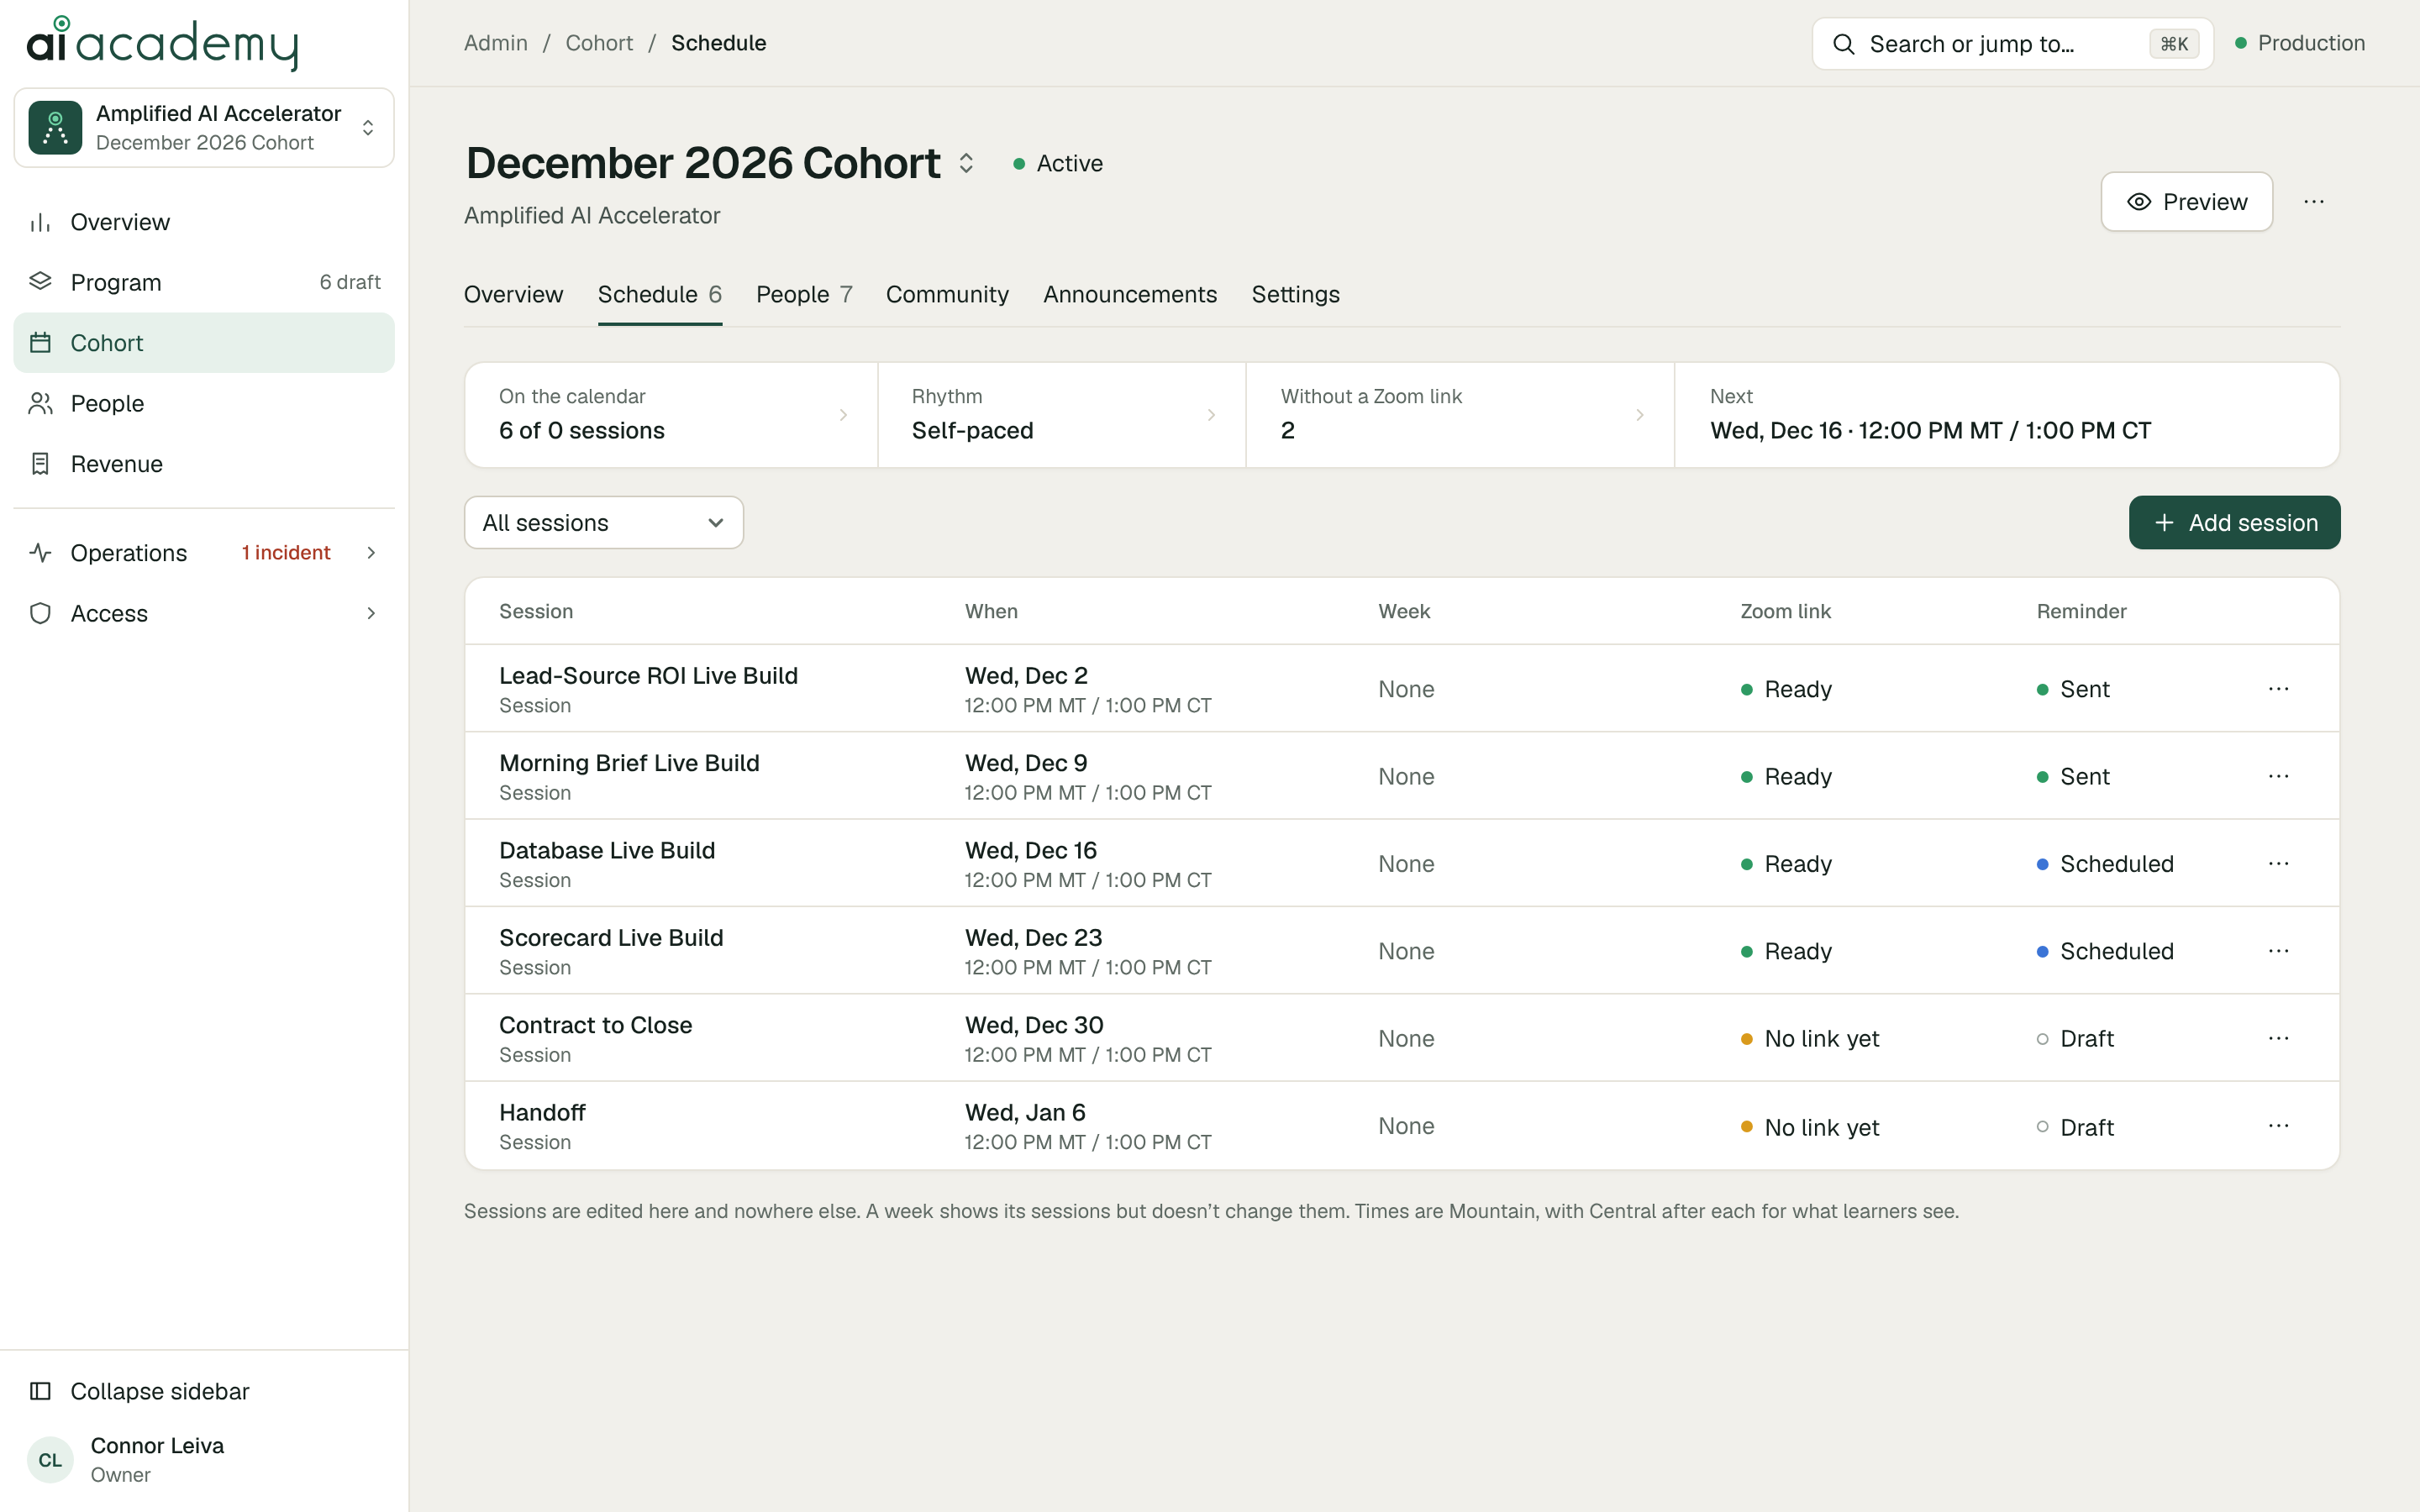 ai academy
Admin / Cohort / Schedule
Search or jump to... ⌘K
Production
Amplified AI Accelerator
December 2026 Cohort
Overview
Program 6 draft
Cohort
People
Revenue
Operations 1 incident
Access
Collapse sidebar
CL
Connor Leiva
Owner
December 2026 Cohort
Active
Amplified AI Accelerator
Preview
Overview Schedule 6 People 7 Community Announcements Settings
On the calendar
6 of 0 sessions
Rhythm
Self-paced
Without a Zoom link
2
Next
Wed, Dec 16 · 12:00 PM MT / 1:00 PM CT
All sessions
+ Add session
Session When Week Zoom link Reminder
Lead-Source ROI Live Build
Session
Wed, Dec 2
12:00 PM MT / 1:00 PM CT
None
Ready
Sent
Morning Brief Live Build
Session
Wed, Dec 9
12:00 PM MT / 1:00 PM CT
None
Ready
Sent
Database Live Build
Session
Wed, Dec 16
12:00 PM MT / 1:00 PM CT
None
Ready
Scheduled
Scorecard Live Build
Session
Wed, Dec 23
12:00 PM MT / 1:00 PM CT
None
Ready
Scheduled
Contract to Close
Session
Wed, Dec 30
12:00 PM MT / 1:00 PM CT
None
No link yet
Draft
Handoff
Session
Wed, Jan 6
12:00 PM MT / 1:00 PM CT
None
No link yet
Draft
Sessions are edited here and nowhere else. A week shows its sessions but doesn’t change them. Times are Mountain, with Central after each for what learners see.